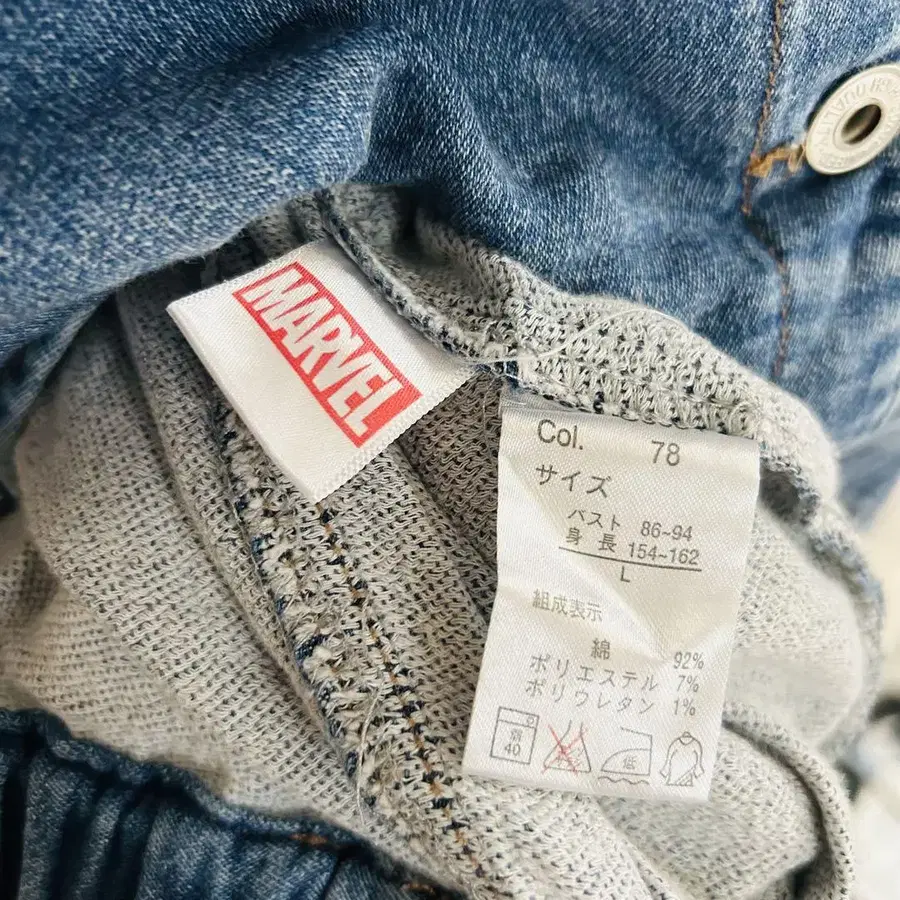 MARVEL
Col. 78
サイズ
バスト 86~94
身長 154~162
L
組成表示
綿 92%
ポリエステル 7%
ポリウレタン 1%
弱
40
低